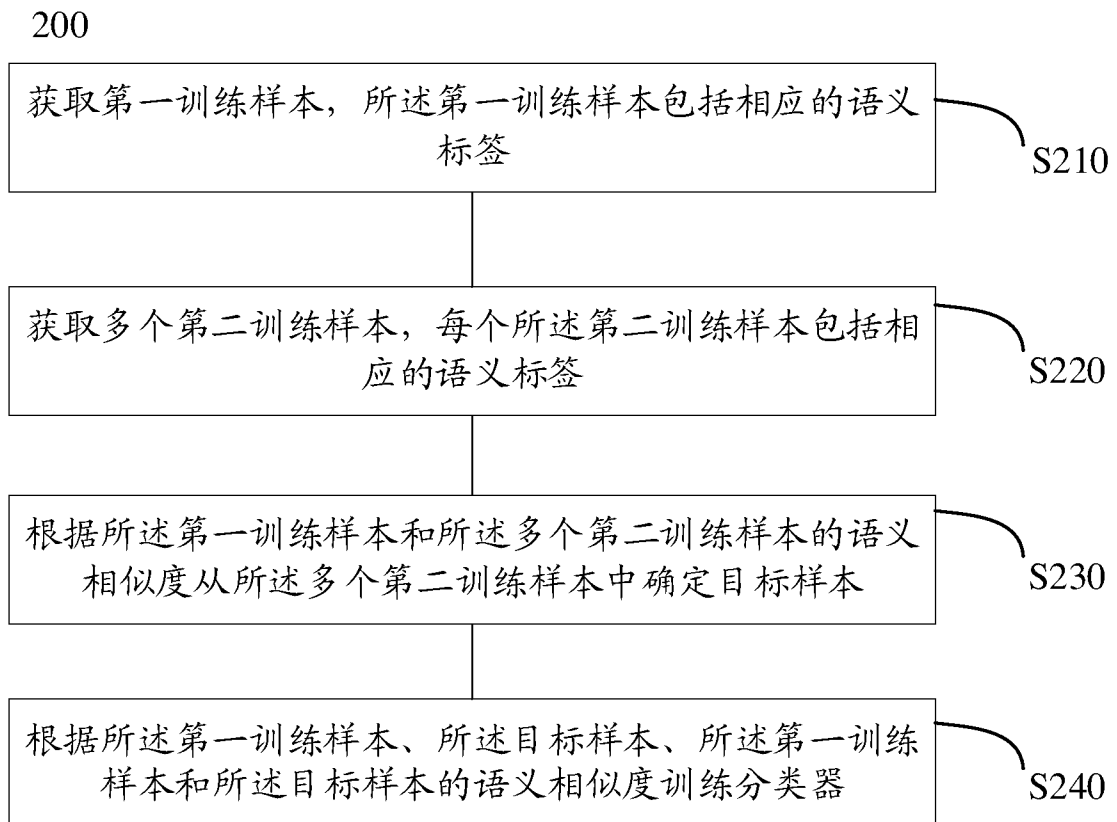 200
获取第一训练样本，所述第一训练样本包括相应的语义
标签
S210
获取多个第二训练样本，每个所述第二训练样本包括相
应的语义标签
S220
根据所述第一训练样本和所述多个第二训练样本的语义
相似度从所述多个第二训练样本中确定目标样本
S230
根据所述第一训练样本、所述目标样本、所述第一训练
样本和所述目标样本的语义相似度训练分类器
S240